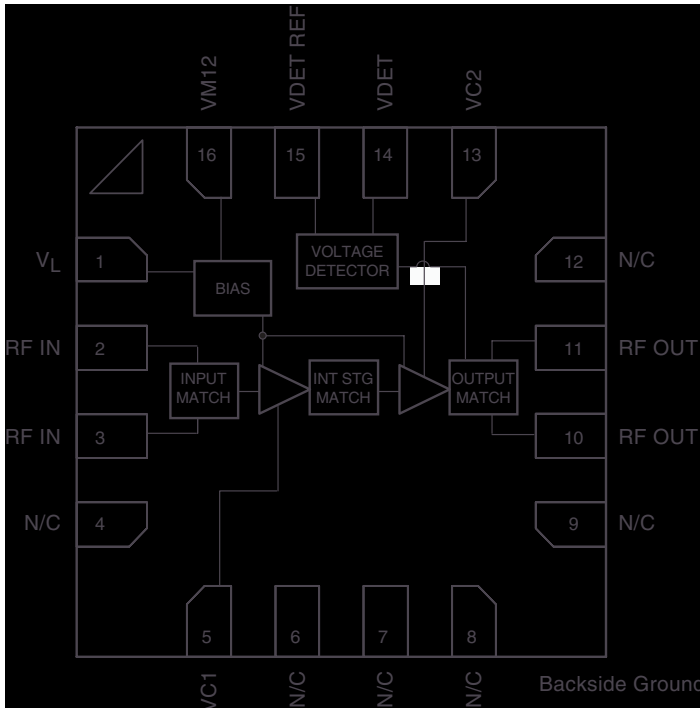 VM12
VDET REF
VDET
VC2
16
15
14
13
VL
1
VOLTAGE
DETECTOR
12
N/C
BIAS
RF IN
2
11
RF OUT
INPUT
MATCH
INT STG
MATCH
OUTPUT
MATCH
RF IN
3
10
RF OUT
N/C
4
9
N/C
5
6
7
8
VC1
N/C
N/C
N/C
Backside Ground